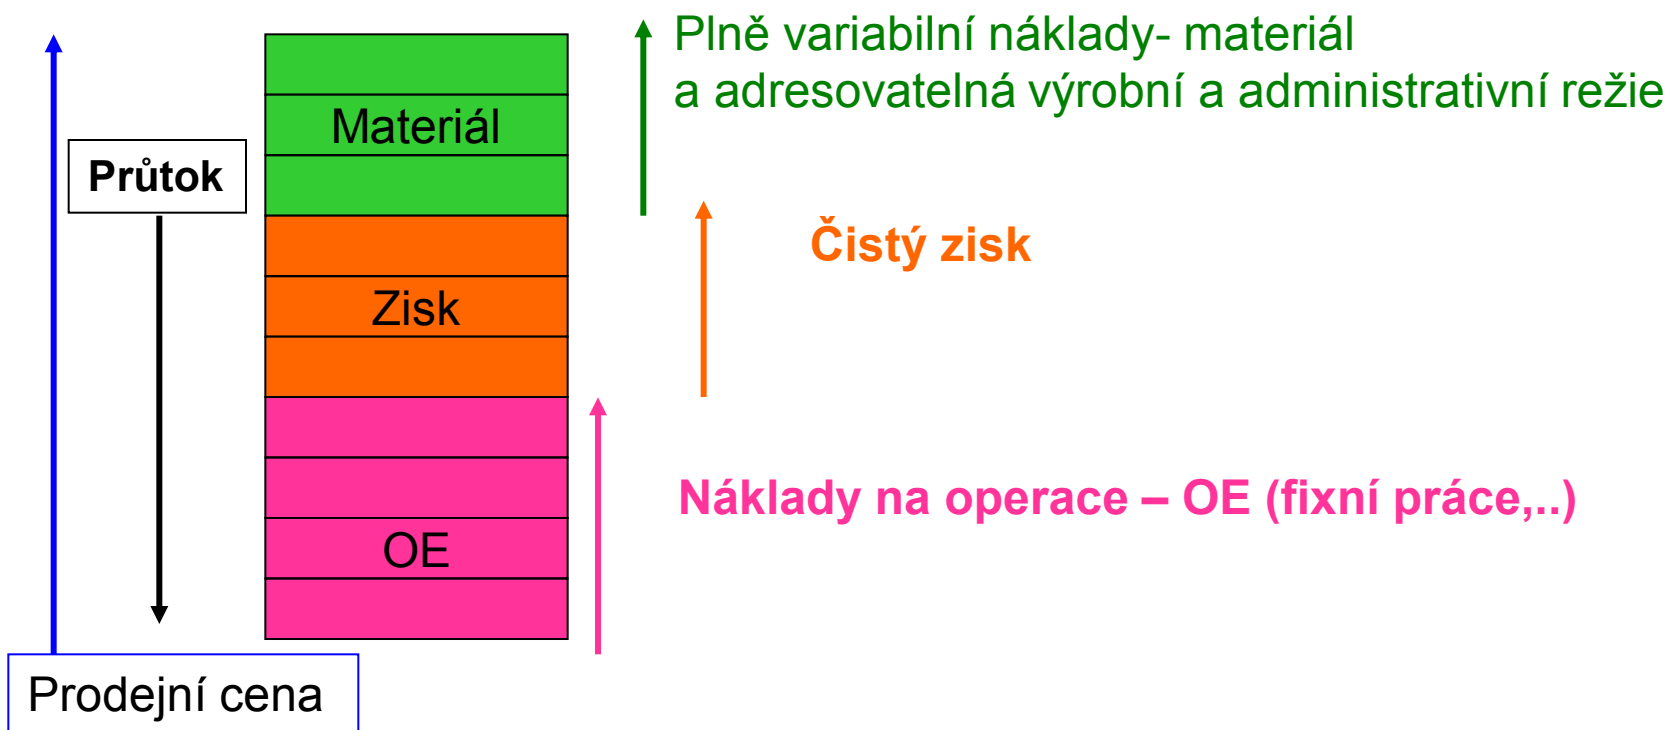 Plně variabilní náklady- materiál
a adresovatelná výrobní a administrativní režie
Materiál
Průtok
Čistý zisk
Zisk
Náklady na operace – OE (fixní práce,..)
OE
Prodejní cena